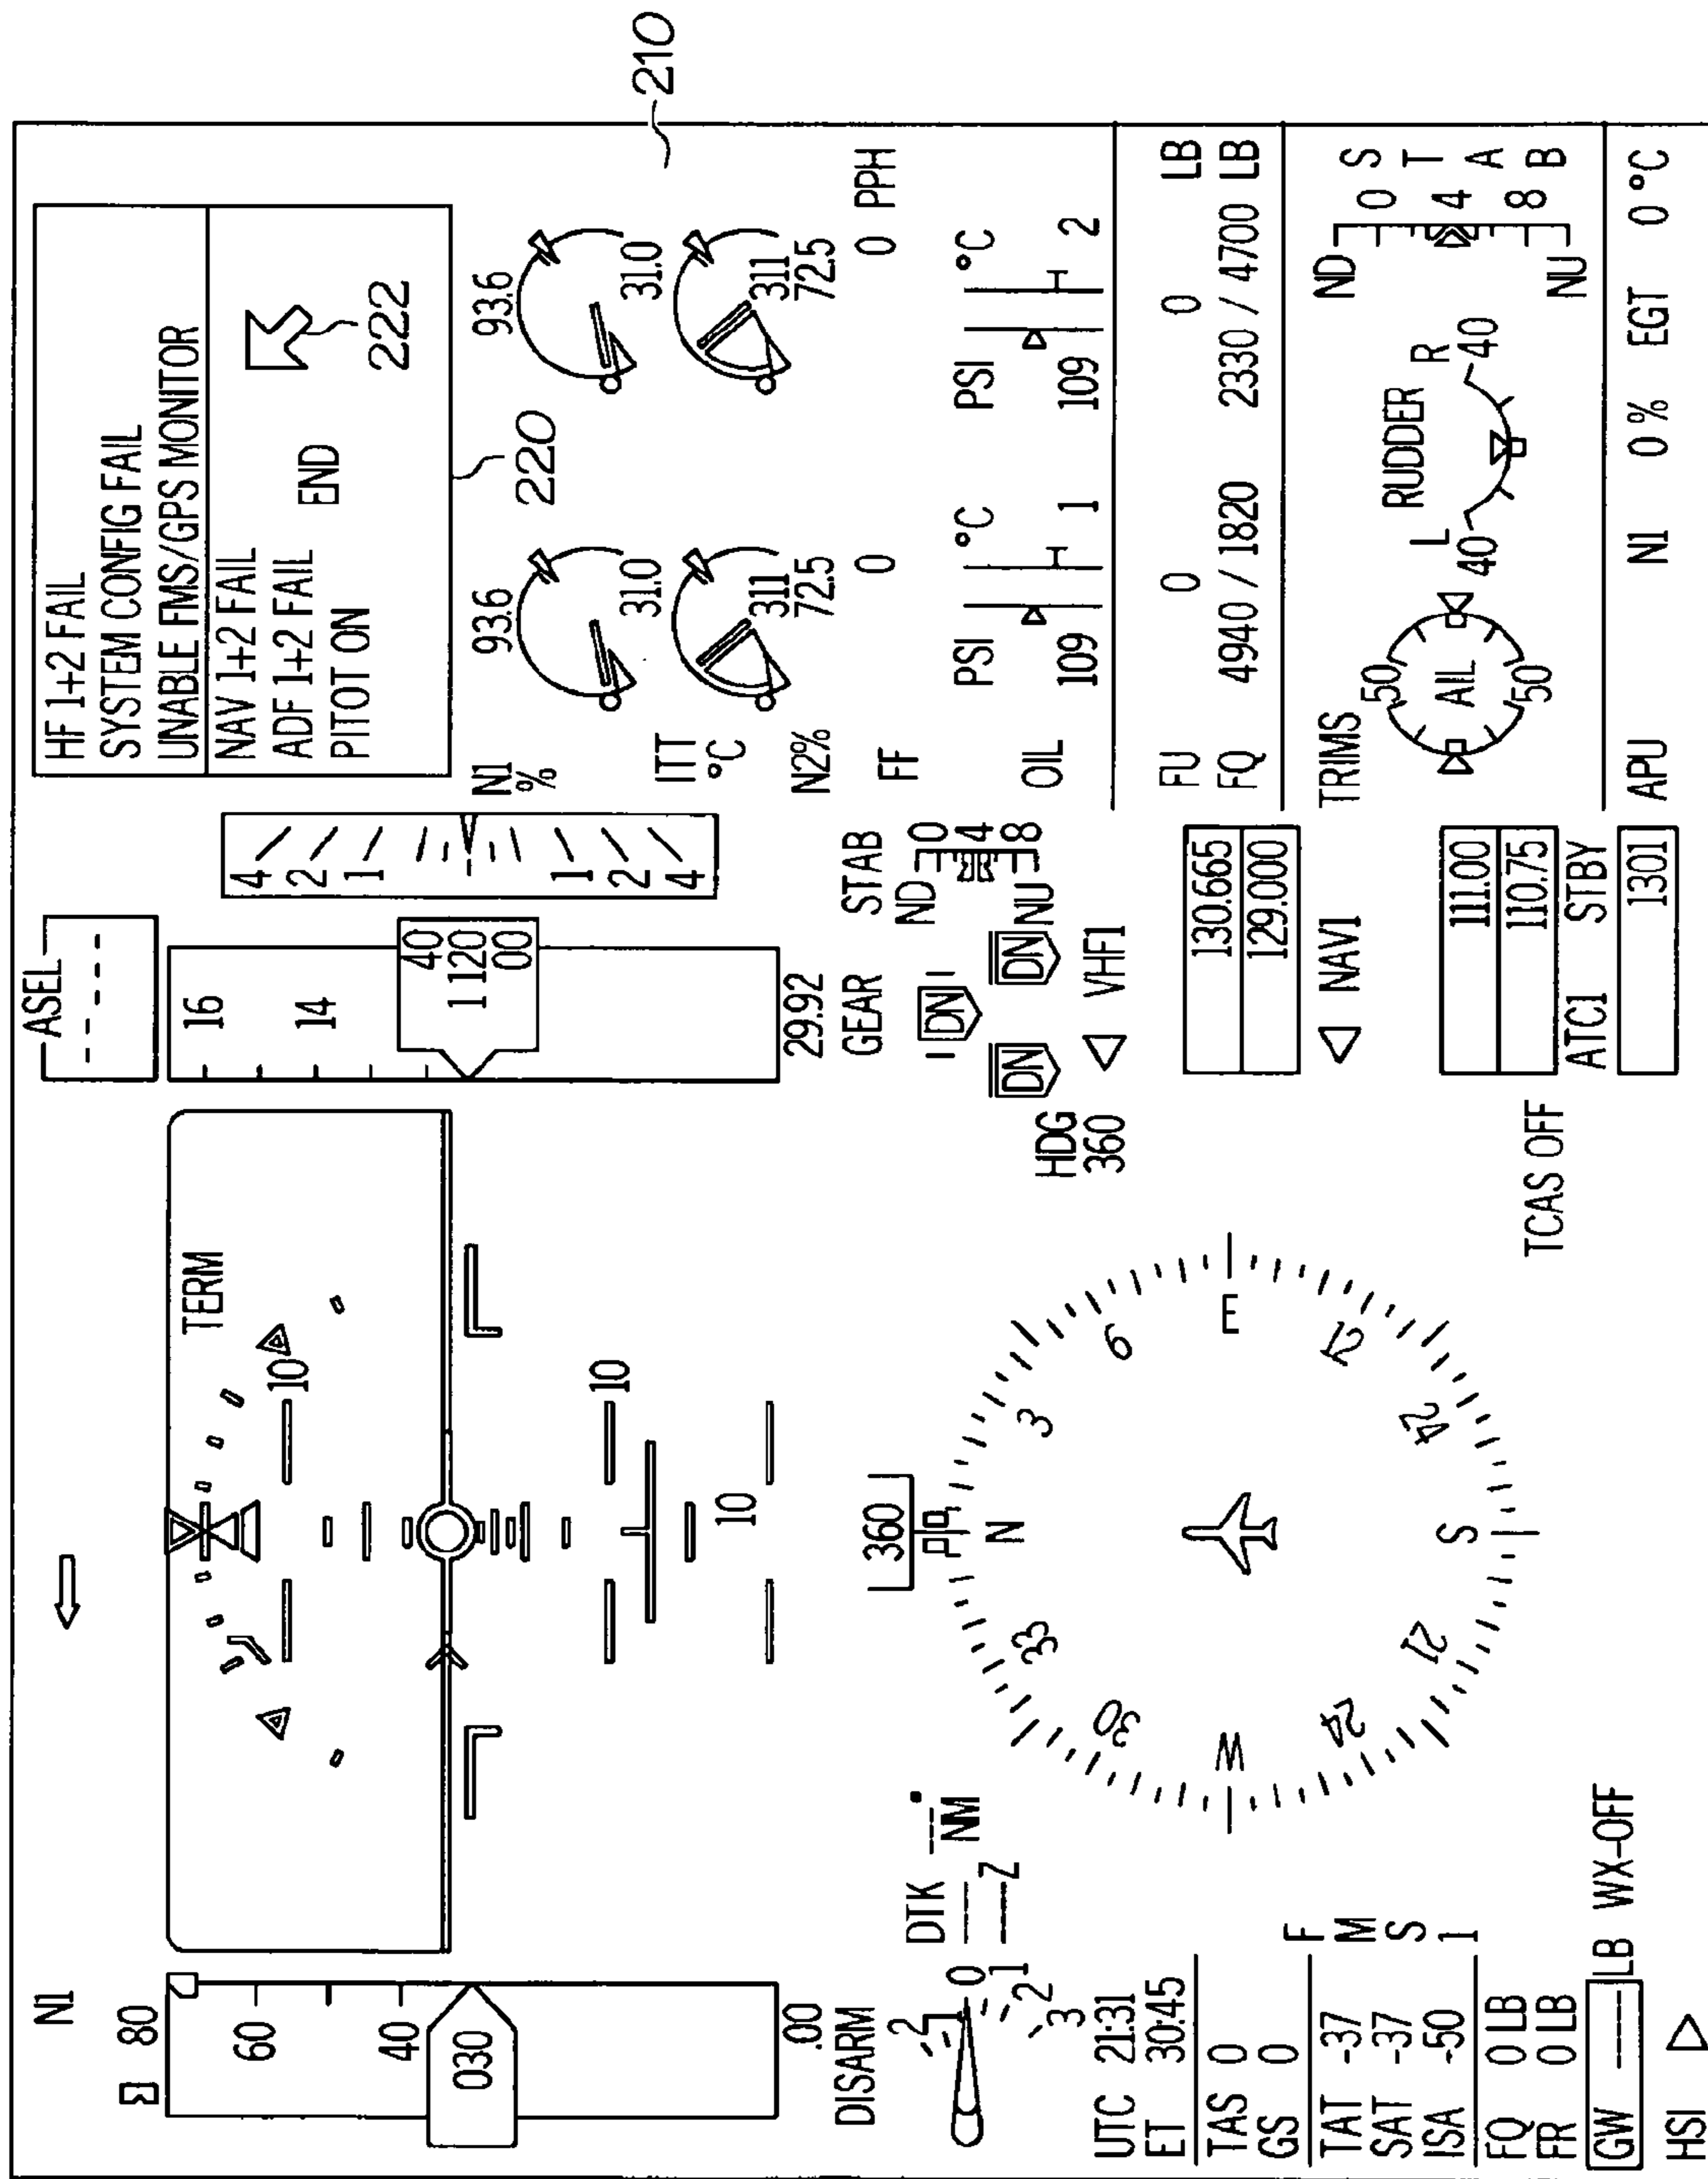 N1
80
60
40
030
.00
DISARM
TERM
10
10
10
ASEL
-----
16
14
40
1 1120
00
29.92
4
2
1
1
2
4
HF 1+2 FAIL
SYSTEM CONFIG FAIL
UNABLE FMS/GPS MONITOR
NAV 1+2 FAIL
ADF 1+2 FAIL
PITOT ON
END
222
220
210
N1
%
93.6
31.0
93.6
31.0
ITT
°C
311
311
N2%
72.5
72.5
FF
0
0 PPH
OIL
PSI
°C
109
1
PSI
°C
109
2
FU 0 0 LB
FQ 4940 / 1820 2330 / 4700 LB
TRIMS
50
AIL
50
RUDDER
L
R
40
40
ND
NU
0
4
8
S
T
A
B
APU N1 0 % EGT 0 °C
GEAR
DN
DN
DN
STAB
ND
NU
0
4
8
VHF1
130.665
129.000
NAV1
111.00
110.75
ATC1 STBY
1301
HDG
360
TCAS OFF
360
N
3
6
E
12
24
S
21
24
W
30
33
2
1
0
1
2
3
DTK
---.-
NM
Z
UTC 21:31
ET 30:45
TAS 0
GS 0
TAT -37
SAT -37
ISA -50
FQ 0 LB
FR 0 LB
GW ----- LB
WX-OFF
HSI
F
M
S
1